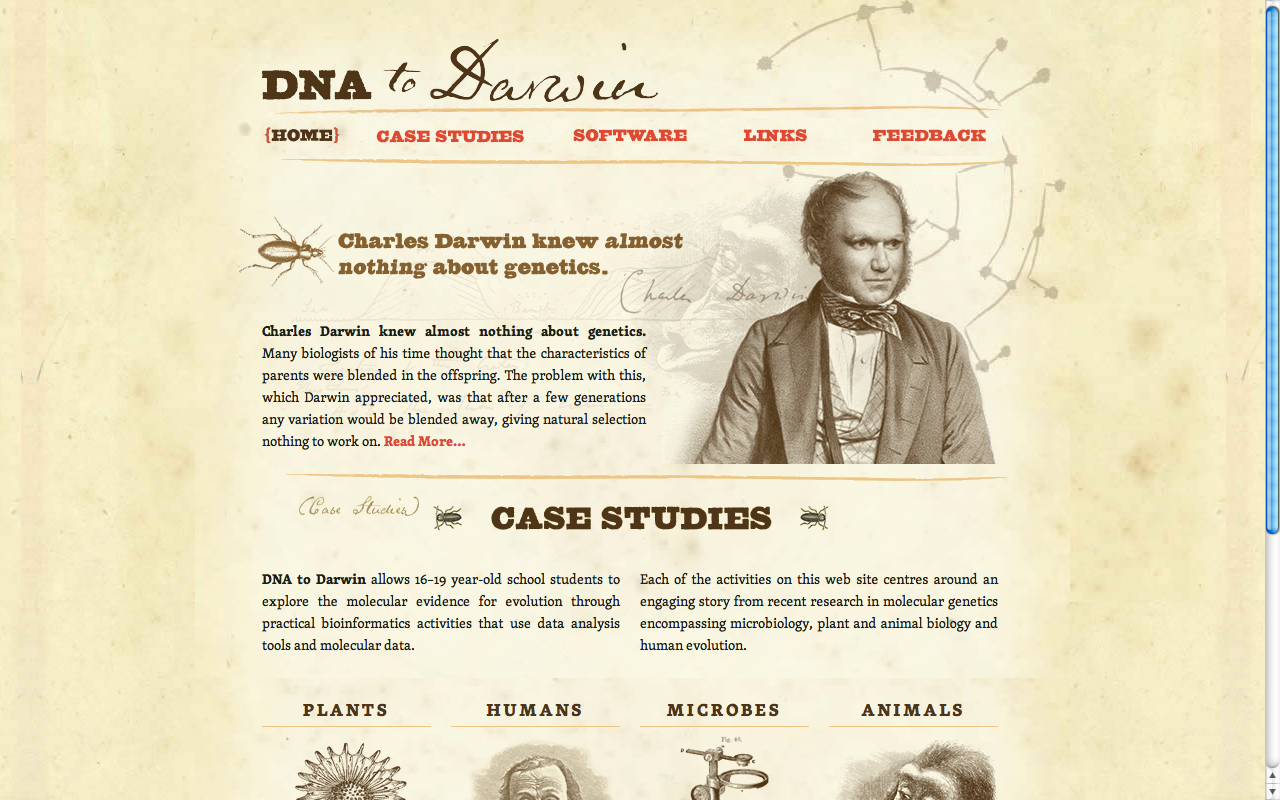 DNA to Darwin
{HOME} CASE STUDIES SOFTWARE LINKS FEEDBACK
Charles Darwin knew almost
nothing about genetics.
Charles Darwin
Charles Darwin knew almost nothing about genetics.
Many biologists of his time thought that the characteristics of
parents were blended in the offspring. The problem with this,
which Darwin appreciated, was that after a few generations
any variation would be blended away, giving natural selection
nothing to work on. Read More...
(Case Studies)
CASE STUDIES
DNA to Darwin allows 16–19 year-old school students to
explore the molecular evidence for evolution through
practical bioinformatics activities that use data analysis
tools and molecular data.
Each of the activities on this web site centres around an
engaging story from recent research in molecular genetics
encompassing microbiology, plant and animal biology and
human evolution.
PLANTS HUMANS MICROBES ANIMALS